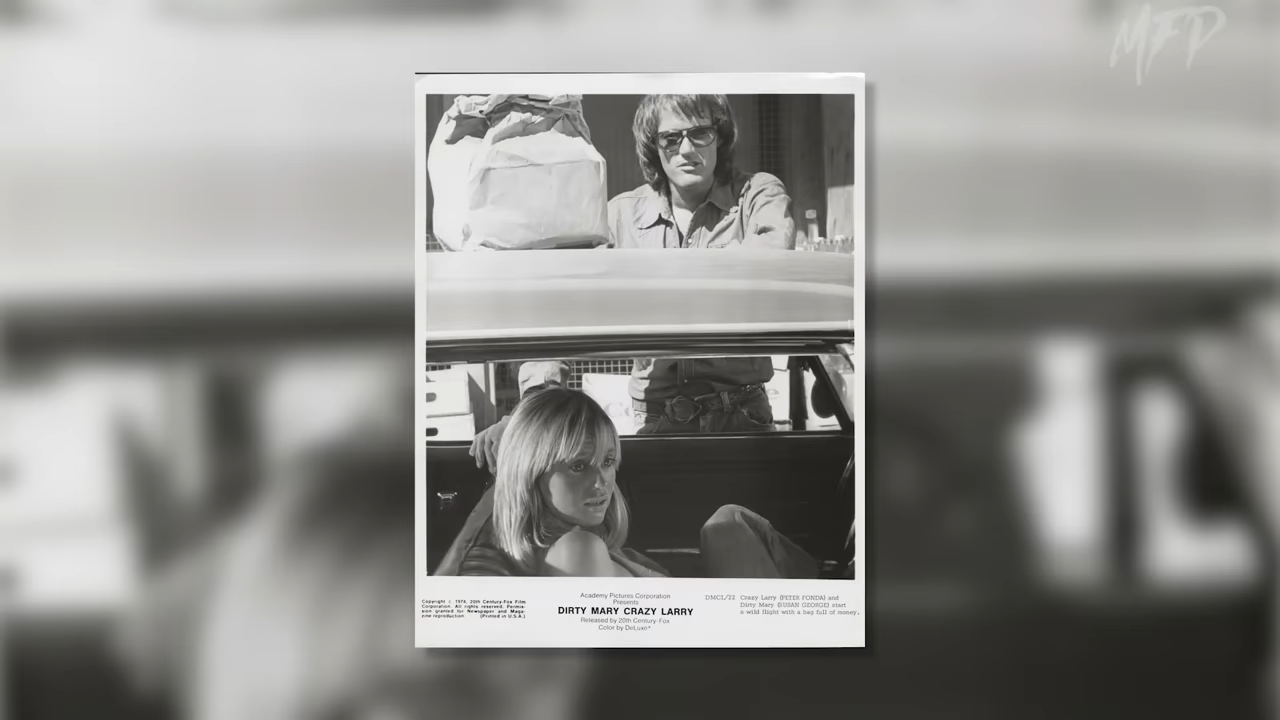 MFD
Copyright c. 1974, 20th Century-Fox Film
Corporation. All rights reserved. Permis-
sion granted for Newspaper and Maga-
zine reproduction. (Printed in U.S.A.)
Academy Pictures Corporation
Presents
DIRTY MARY CRAZY LARRY
Released by 20th Century-Fox
Color by DeLuxe®
DMCL/22 Crazy Larry (PETER FONDA) and
Dirty Mary (SUSAN GEORGE) start
a wild flight with a bag full of money.